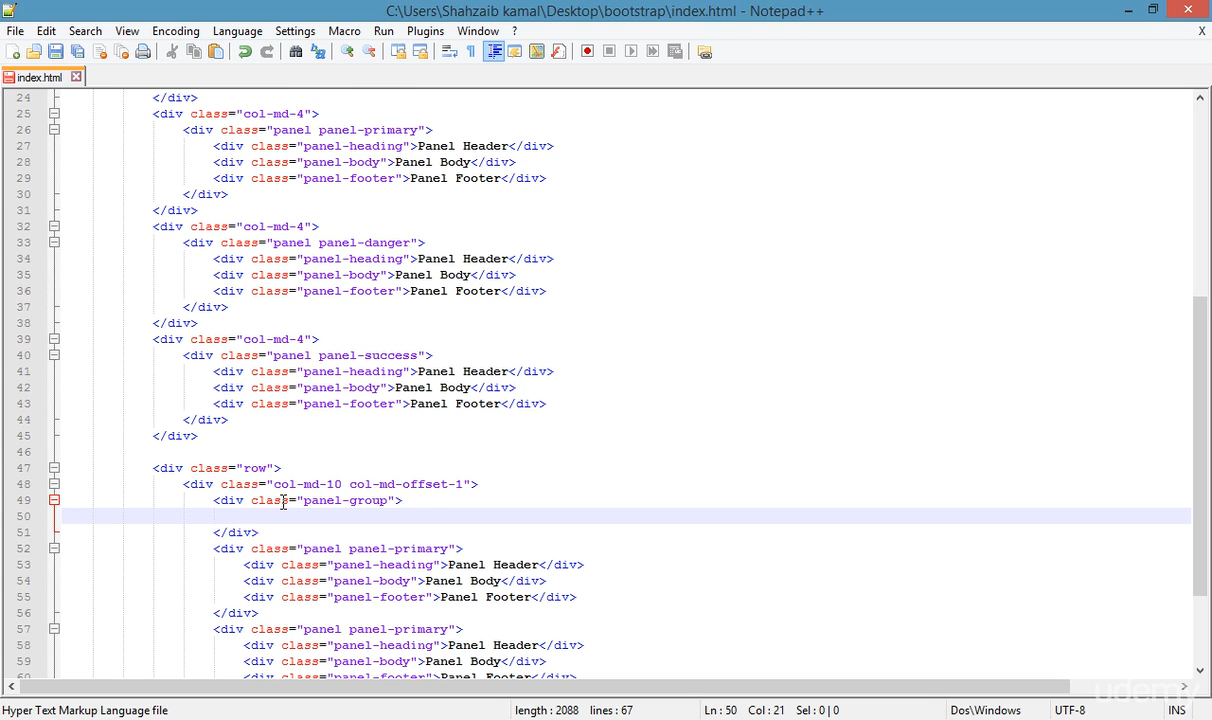 C:\Users\Shahzaib kamal\Desktop\bootstrap\index.html - Notepad++
File Edit Search View Encoding Language Settings Macro Run Plugins Window ? X
index.html
24 </div>
25 <div class="col-md-4">
26 <div class="panel panel-primary">
27 <div class="panel-heading">Panel Header</div>
28 <div class="panel-body">Panel Body</div>
29 <div class="panel-footer">Panel Footer</div>
30 </div>
31 </div>
32 <div class="col-md-4">
33 <div class="panel panel-danger">
34 <div class="panel-heading">Panel Header</div>
35 <div class="panel-body">Panel Body</div>
36 <div class="panel-footer">Panel Footer</div>
37 </div>
38 </div>
39 <div class="col-md-4">
40 <div class="panel panel-success">
41 <div class="panel-heading">Panel Header</div>
42 <div class="panel-body">Panel Body</div>
43 <div class="panel-footer">Panel Footer</div>
44 </div>
45 </div>
46
47 <div class="row">
48 <div class="col-md-10 col-md-offset-1">
49 <div class="panel-group">
50
51 </div>
52 <div class="panel panel-primary">
53 <div class="panel-heading">Panel Header</div>
54 <div class="panel-body">Panel Body</div>
55 <div class="panel-footer">Panel Footer</div>
56 </div>
57 <div class="panel panel-primary">
58 <div class="panel-heading">Panel Header</div>
59 <div class="panel-body">Panel Body</div>
60 <div class="panel-footer">Panel Footer</div>
udemy
Hyper Text Markup Language file length : 2088 lines : 67 Ln : 50 Col : 21 Sel : 0 | 0 Dos\Windows UTF-8 INS